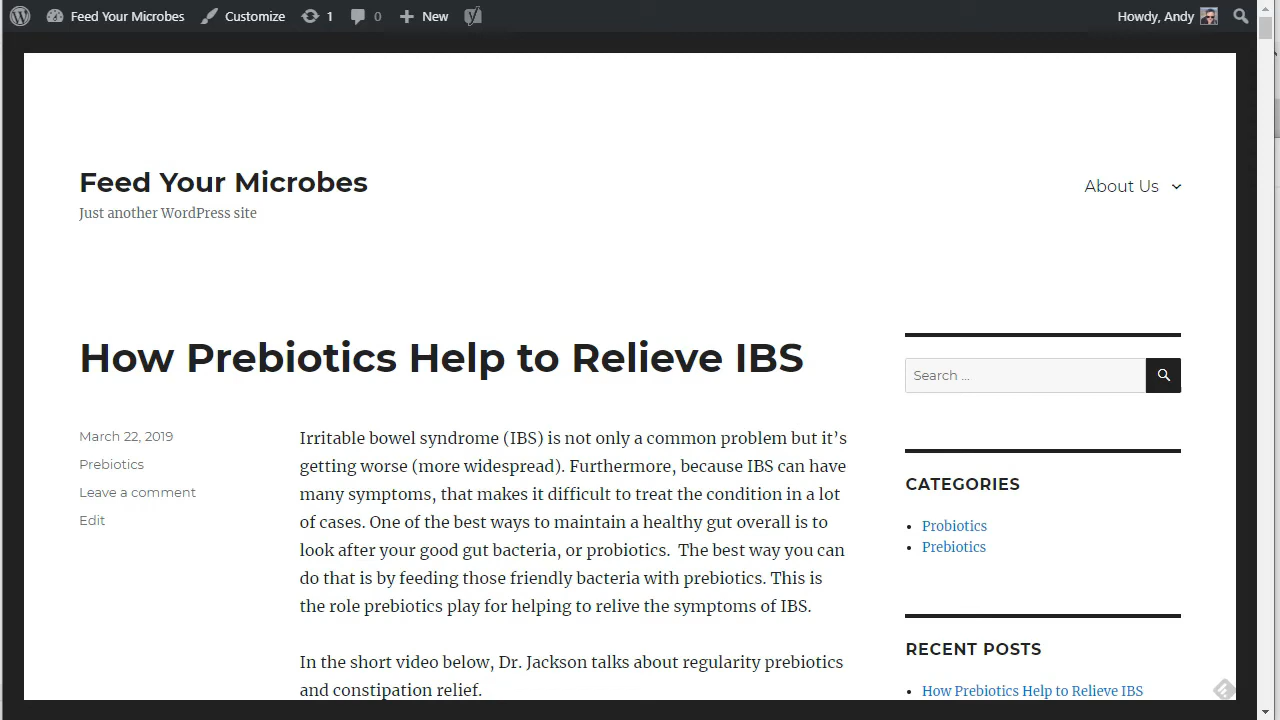 Feed Your Microbes Customize 1 0 New Howdy, Andy
Feed Your Microbes
Just another WordPress site
About Us
How Prebiotics Help to Relieve IBS
March 22, 2019
Prebiotics
Leave a comment
Edit
Irritable bowel syndrome (IBS) is not only a common problem but it’s
getting worse (more widespread). Furthermore, because IBS can have
many symptoms, that makes it difficult to treat the condition in a lot
of cases. One of the best ways to maintain a healthy gut overall is to
look after your good gut bacteria, or probiotics.  The best way you can
do that is by feeding those friendly bacteria with prebiotics. This is
the role prebiotics play for helping to relive the symptoms of IBS.
In the short video below, Dr. Jackson talks about regularity prebiotics
and constipation relief.
Search ...
CATEGORIES
Probiotics
Prebiotics
RECENT POSTS
How Prebiotics Help to Relieve IBS